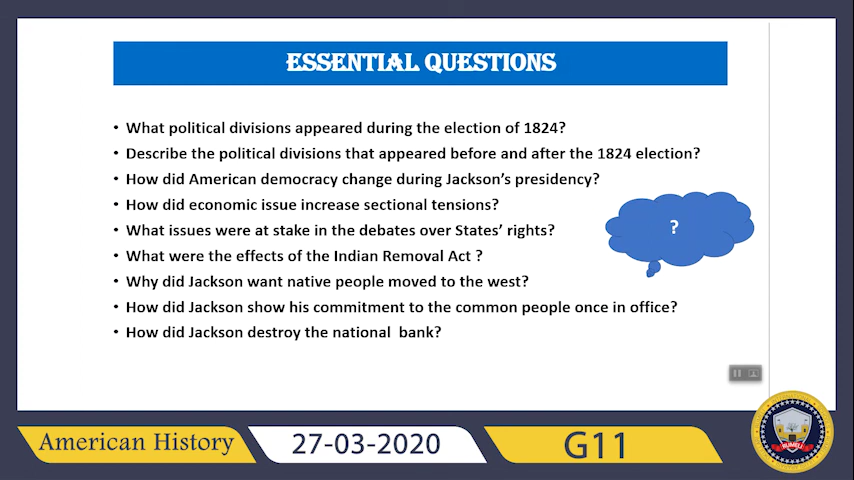 ESSENTIAL QUESTIONS
• What political divisions appeared during the election of 1824?
• Describe the political divisions that appeared before and after the 1824 election?
• How did American democracy change during Jackson's presidency?
• How did economic issue increase sectional tensions?
• What issues were at stake in the debates over States' rights?
• What were the effects of the Indian Removal Act ?
• Why did Jackson want native people moved to the west?
• How did Jackson show his commitment to the common people once in office?
• How did Jackson destroy the national bank?
?
American History
27-03-2020
G11